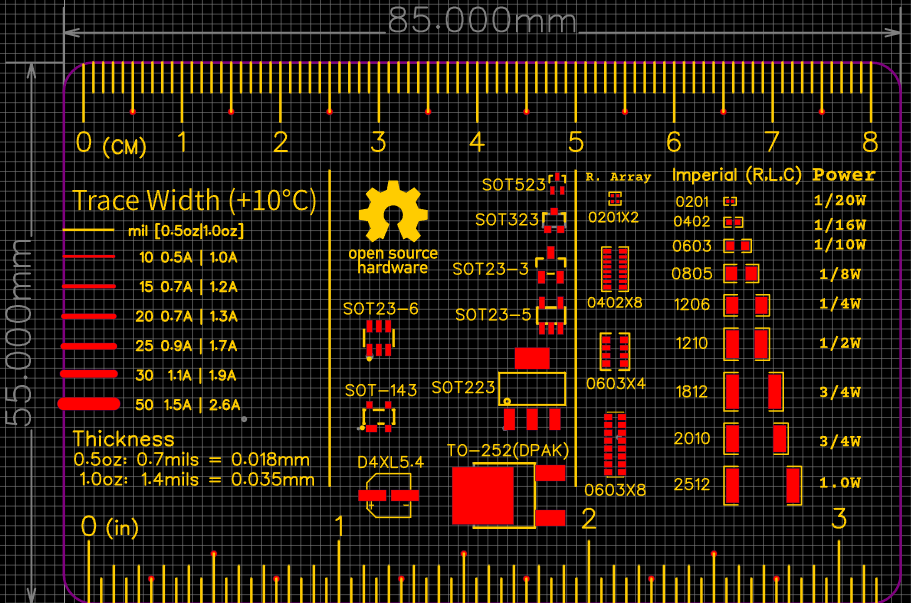 85.000mm
55.000mm
0 (CM) 1 2 3 4 5 6 7 8
Trace Width (+10°C)
mil [0.5oz|1.0oz]
10 0.5A | 1.0A
15 0.7A | 1.2A
20 0.7A | 1.3A
25 0.9A | 1.7A
30 1.1A | 1.9A
50 1.5A | 2.6A
Thickness
0.5oz: 0.7mils = 0.018mm
1.0oz: 1.4mils = 0.035mm
open source
hardware
SOT23-6
SOT-143
D4XL5.4
+ -
SOT523
SOT323
SOT23-3
SOT23-5
SOT223
TO-252(DPAK)
R. Array
0201X2
0402X8
0603X4
0603X8
Imperial (R.L.C) Power
0201 1/20W
0402 1/16W
0603 1/10W
0805 1/8W
1206 1/4W
1210 1/2W
1812 3/4W
2010 3/4W
2512 1.0W
0 (in) 1 2 3